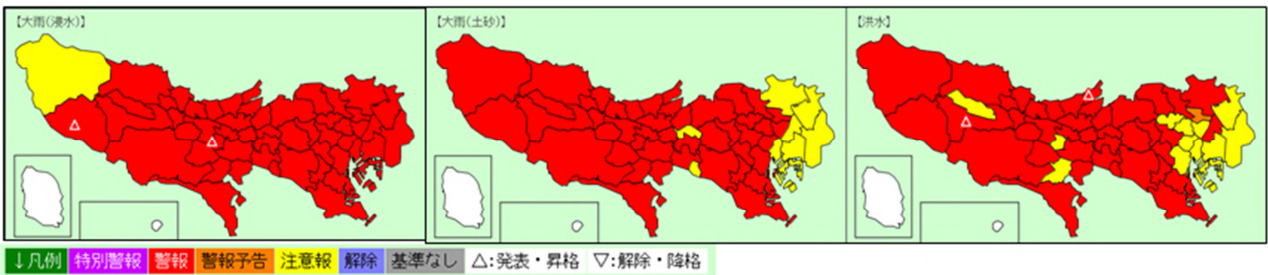 【大雨(浸水)】
【大雨(土砂)】
【洪水】
↓凡例 特別警報 警報 警報予告 注意報 解除 基準なし △:発表・昇格 ▽:解除・降格